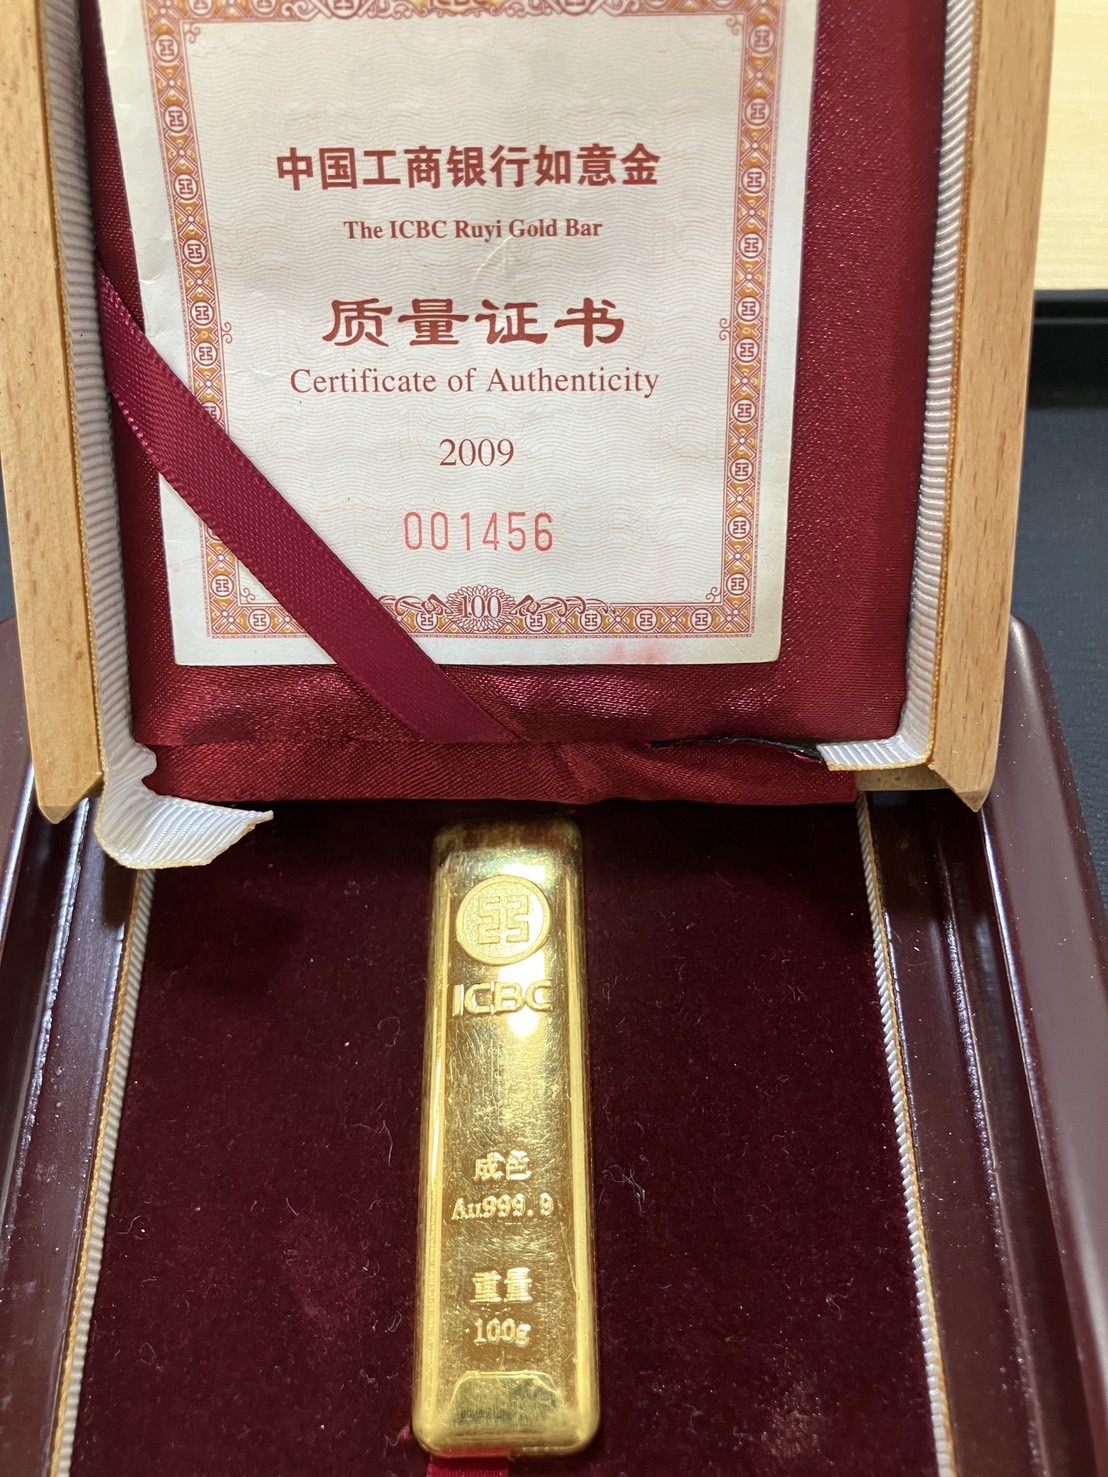 中国工商银行如意金
The ICBC Ruyi Gold Bar
质量证书
Certificate of Authenticity
2009
001456
100
ICBC
成色
Au999.9
重量
100g